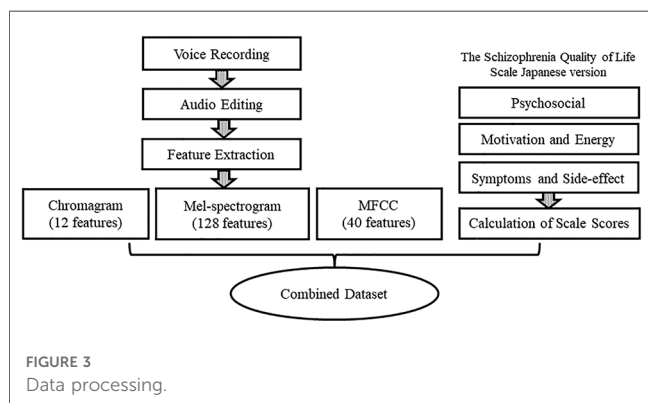 Voice Recording
Audio Editing
Feature Extraction
Chromagram
(12 features)
Mel-spectrogram
(128 features)
MFCC
(40 features)
The Schizophrenia Quality of Life
Scale Japanese version
Psychosocial
Motivation and Energy
Symptoms and Side-effect
Calculation of Scale Scores
Combined Dataset
FIGURE 3
Data processing.